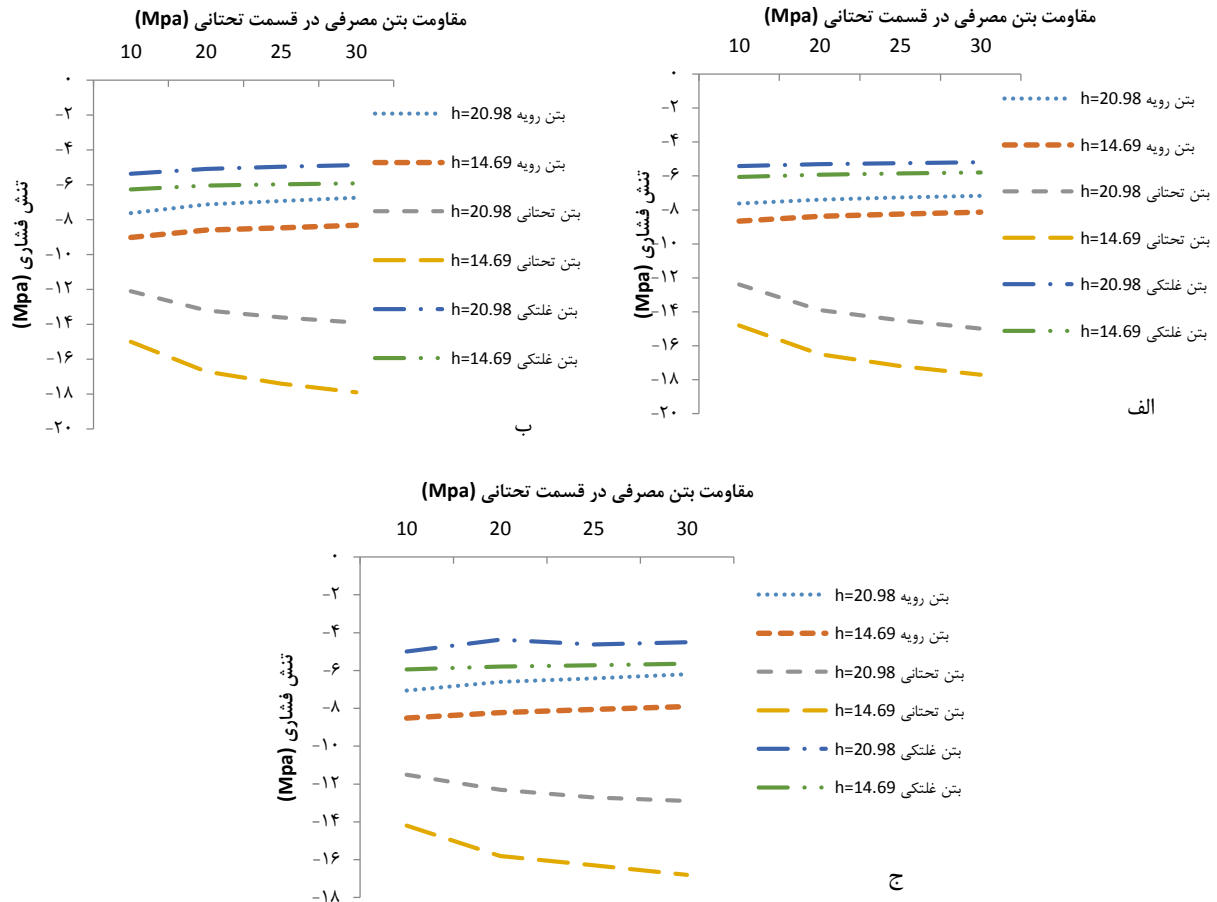 مقاومت بتن مصرفی در قسمت تحتانی (Mpa)
10 20 25 30
۰
-۲
-۴
-۶
-۸
-۱۰
-۱۲
-۱۴
-۱۶
-۱۸
-۲۰
تنش فشاری (Mpa)
بتن رویه h=20.98
بتن رویه h=14.69
بتن تحتانی h=20.98
بتن تحتانی h=14.69
بتن غلتکی h=20.98
بتن غلتکی h=14.69
الف
مقاومت بتن مصرفی در قسمت تحتانی (Mpa)
10 20 25 30
۰
-۲
-۴
-۶
-۸
-۱۰
-۱۲
-۱۴
-۱۶
-۱۸
-۲۰
تنش فشاری (Mpa)
بتن رویه h=20.98
بتن رویه h=14.69
بتن تحتانی h=20.98
بتن تحتانی h=14.69
بتن غلتکی h=20.98
بتن غلتکی h=14.69
ب
مقاومت بتن مصرفی در قسمت تحتانی (Mpa)
10 20 25 30
۰
-۲
-۴
-۶
-۸
-۱۰
-۱۲
-۱۴
-۱۶
-۱۸
تنش فشاری (Mpa)
بتن رویه h=20.98
بتن رویه h=14.69
بتن تحتانی h=20.98
بتن تحتانی h=14.69
بتن غلتکی h=20.98
بتن غلتکی h=14.69
ج